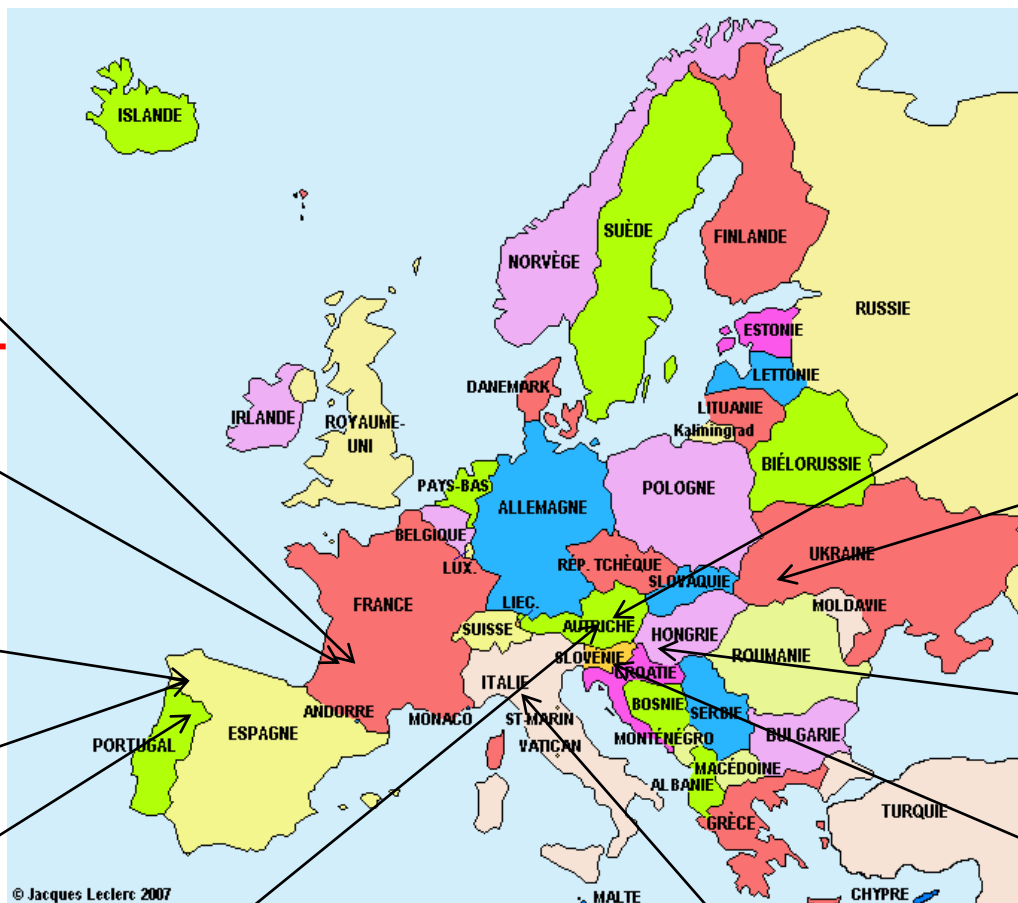 ISLANDE
SUÈDE
FINLANDE
NORVÈGE
RUSSIE
ESTONIE
LETTONIE
DANEMARK
LITUANIE
Kaliningrad
IRLANDE
ROYAUME-
UNI
BIÉLORUSSIE
PAYS-BAS
POLOGNE
ALLEMAGNE
BELGIQUE
UKRAINE
LUX.
RÉP. TCHÈQUE
SLOVAQUIE
FRANCE
LIEC.
MOLDAVIE
SUISSE
AUTRICHE
HONGRIE
SLOVÉNIE
ROUMANIE
CROATIE
ITALIE
BOSNIE
SERBIE
ANDORRE
MONACO
ST-MARIN
ESPAGNE
PORTUGAL
VATICAN
MONTÉNÉGRO
BULGARIE
MACÉDOINE
ALBANIE
GRÈCE
TURQUIE
© Jacques Leclerc 2007
MALTE
CHYPRE